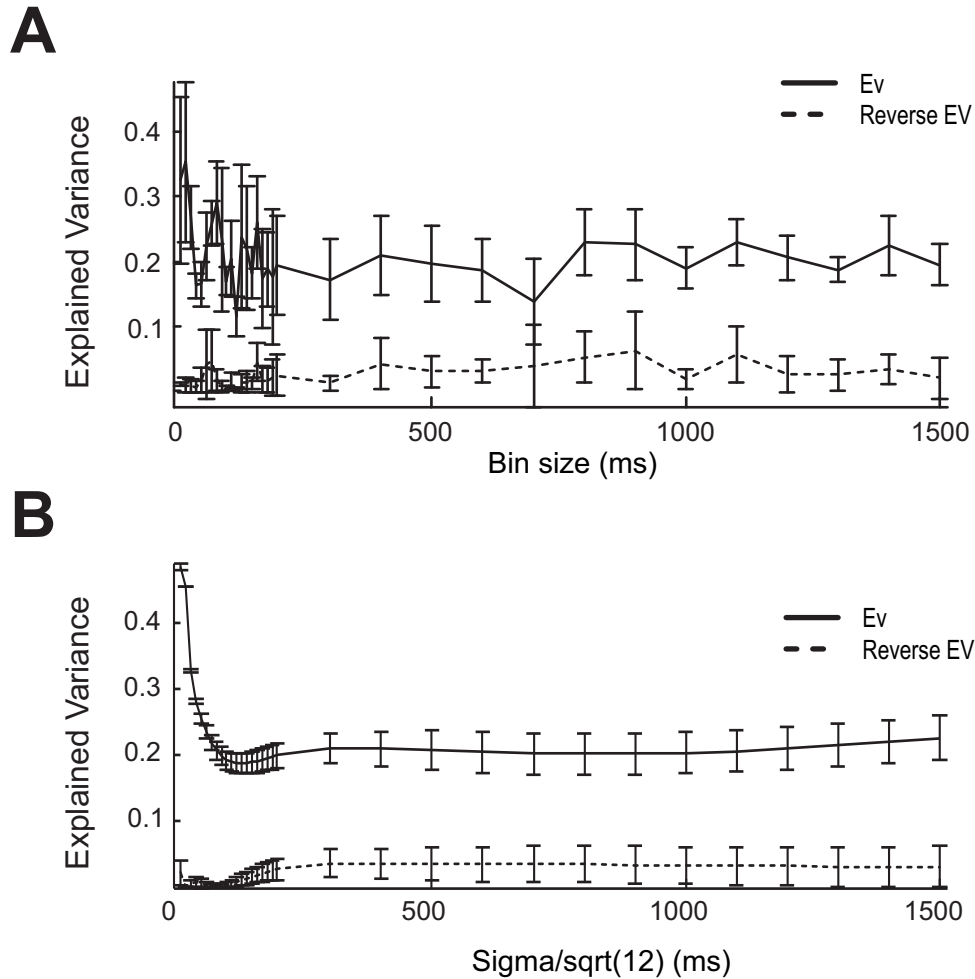 A
Ev
Reverse EV
Explained Variance
0.4
0.3
0.2
0.1
0 500 1000 1500
Bin size (ms)
B
Ev
Reverse EV
Explained Variance
0.4
0.3
0.2
0.1
0 500 1000 1500
Sigma/sqrt(12) (ms)